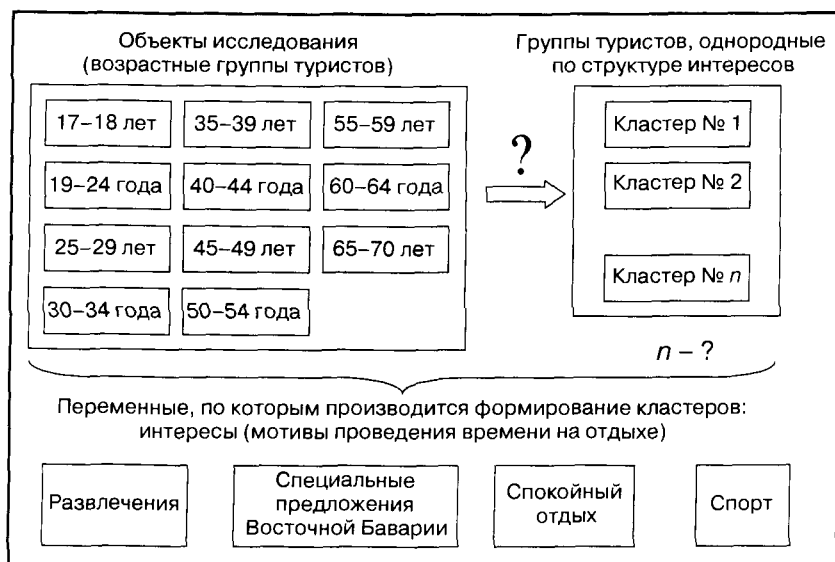 Объекты исследования
(возрастные группы туристов)
Группы туристов, однородные
по структуре интересов
17–18 лет
35–39 лет
55–59 лет
19–24 года
40–44 года
60–64 года
25–29 лет
45–49 лет
65–70 лет
30–34 года
50–54 года
?
Кластер № 1
Кластер № 2
Кластер № n
n – ?
Переменные, по которым производится формирование кластеров:
интересы (мотивы проведения времени на отдыхе)
Развлечения
Специальные
предложения
Восточной Баварии
Спокойный
отдых
Спорт